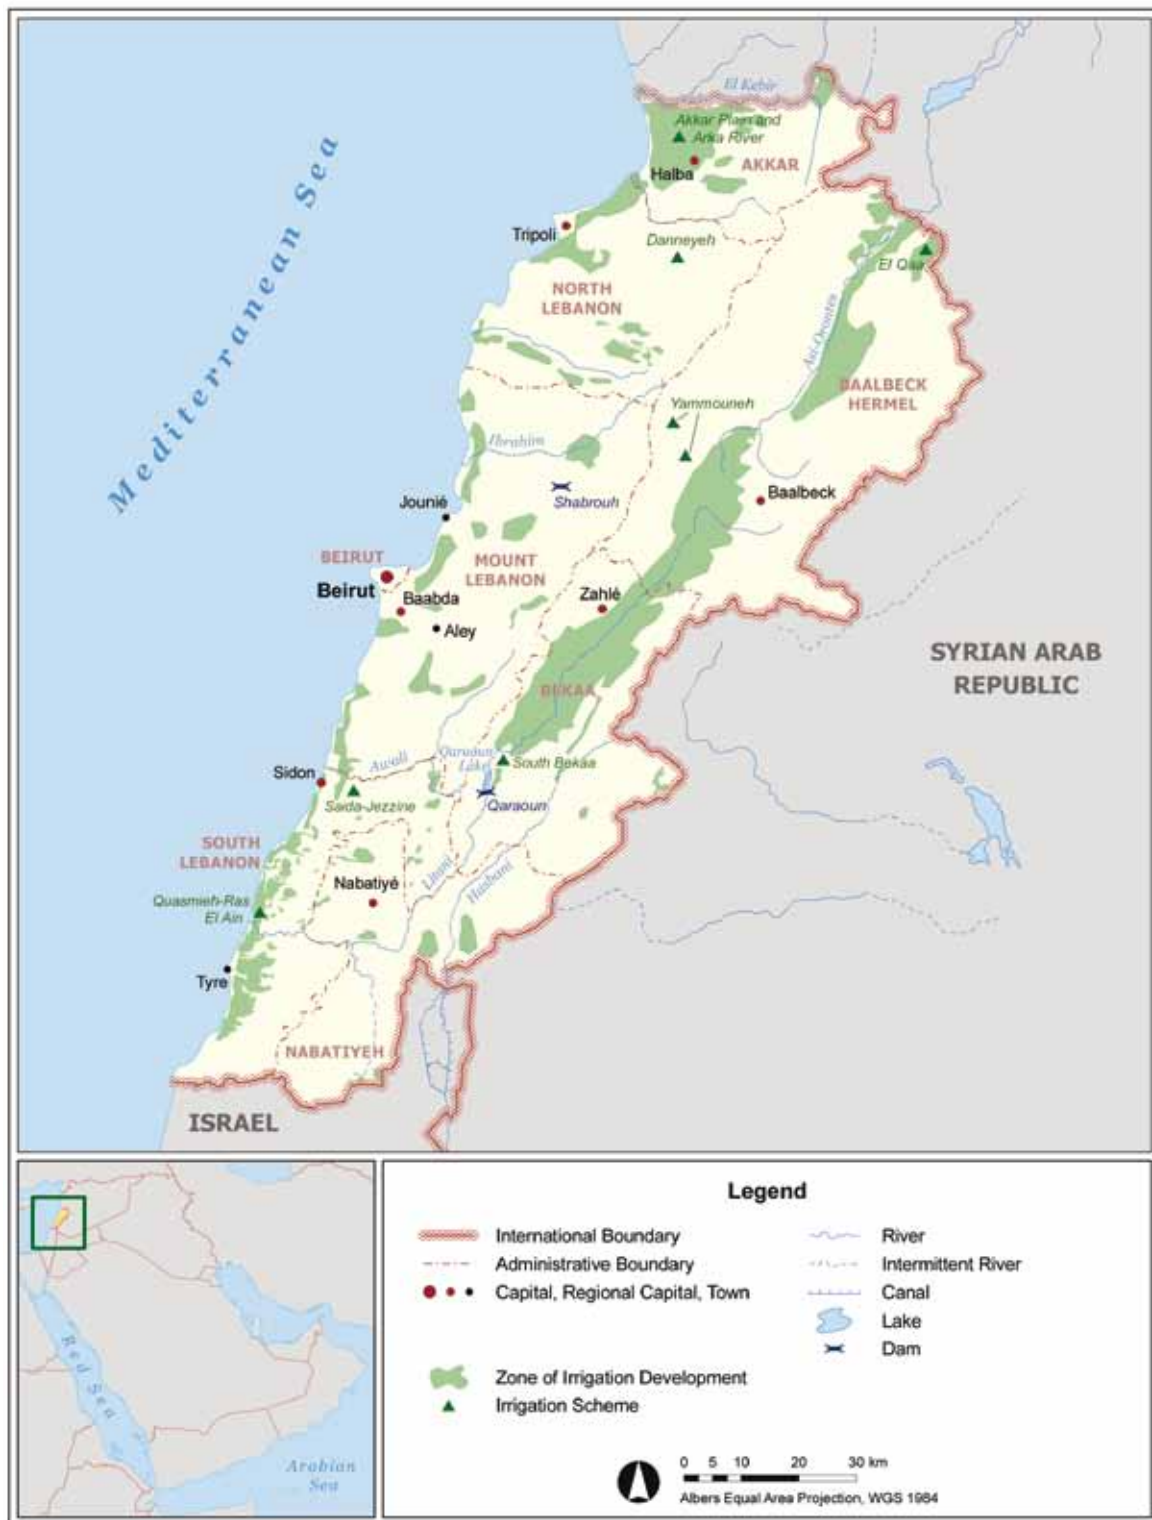 El Kebir
Akkar Plain and
Arka River
AKKAR
Halba
Mediterranean Sea
Tripoli
Danneyeh
El Qaa
NORTH
LEBANON
Asi-Orontes
BAALBECK
HERMEL
Yammouneh
Ibrahim
Shabrouh
Baalbeck
Jounié
MOUNT
LEBANON
BEIRUT
Beirut
Baabda
Zahlé
Aley
SYRIAN ARAB
REPUBLIC
BEKAA
Awali
Qaraoun
Lake
South Bekaa
Sidon
Saida-Jezzine
Qaraoun
SOUTH
LEBANON
Litani
Hasbani
Nabatiyé
Quasmieh-Ras
El Ain
Tyre
NABATIYEH
ISRAEL
Red Sea
Arabian
Sea
Legend
International Boundary
Administrative Boundary
Capital, Regional Capital, Town
Zone of Irrigation Development
Irrigation Scheme
River
Intermittent River
Canal
Lake
Dam
0 5 10 20 30 km
Albers Equal Area Projection, WGS 1984